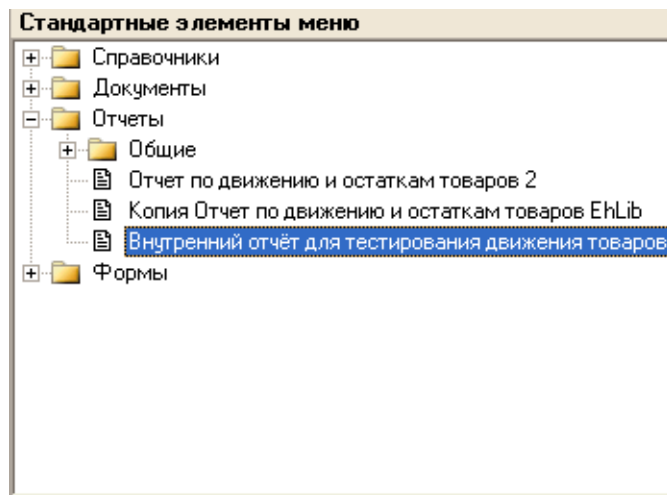 Стандартные элементы меню
Справочники
Документы
Отчеты
Общие
Отчет по движению и остаткам товаров 2
Копия Отчет по движению и остаткам товаров EhLib
Внутренний отчёт для тестирования движения товаров
Формы